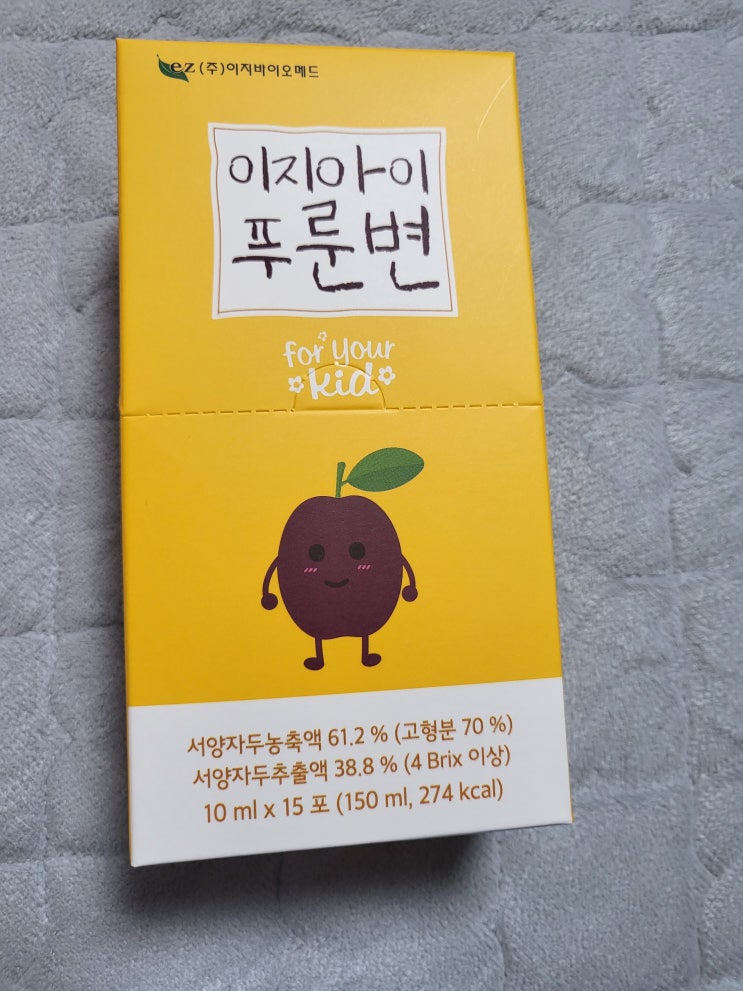 ez (주)이지바이오메드
이지아이
푸룬변
for your
kid
서양자두농축액 61.2 % (고형분 70 %)
서양자두추출액 38.8 % (4 Brix 이상)
10 ml x 15 포 (150 ml, 274 kcal)